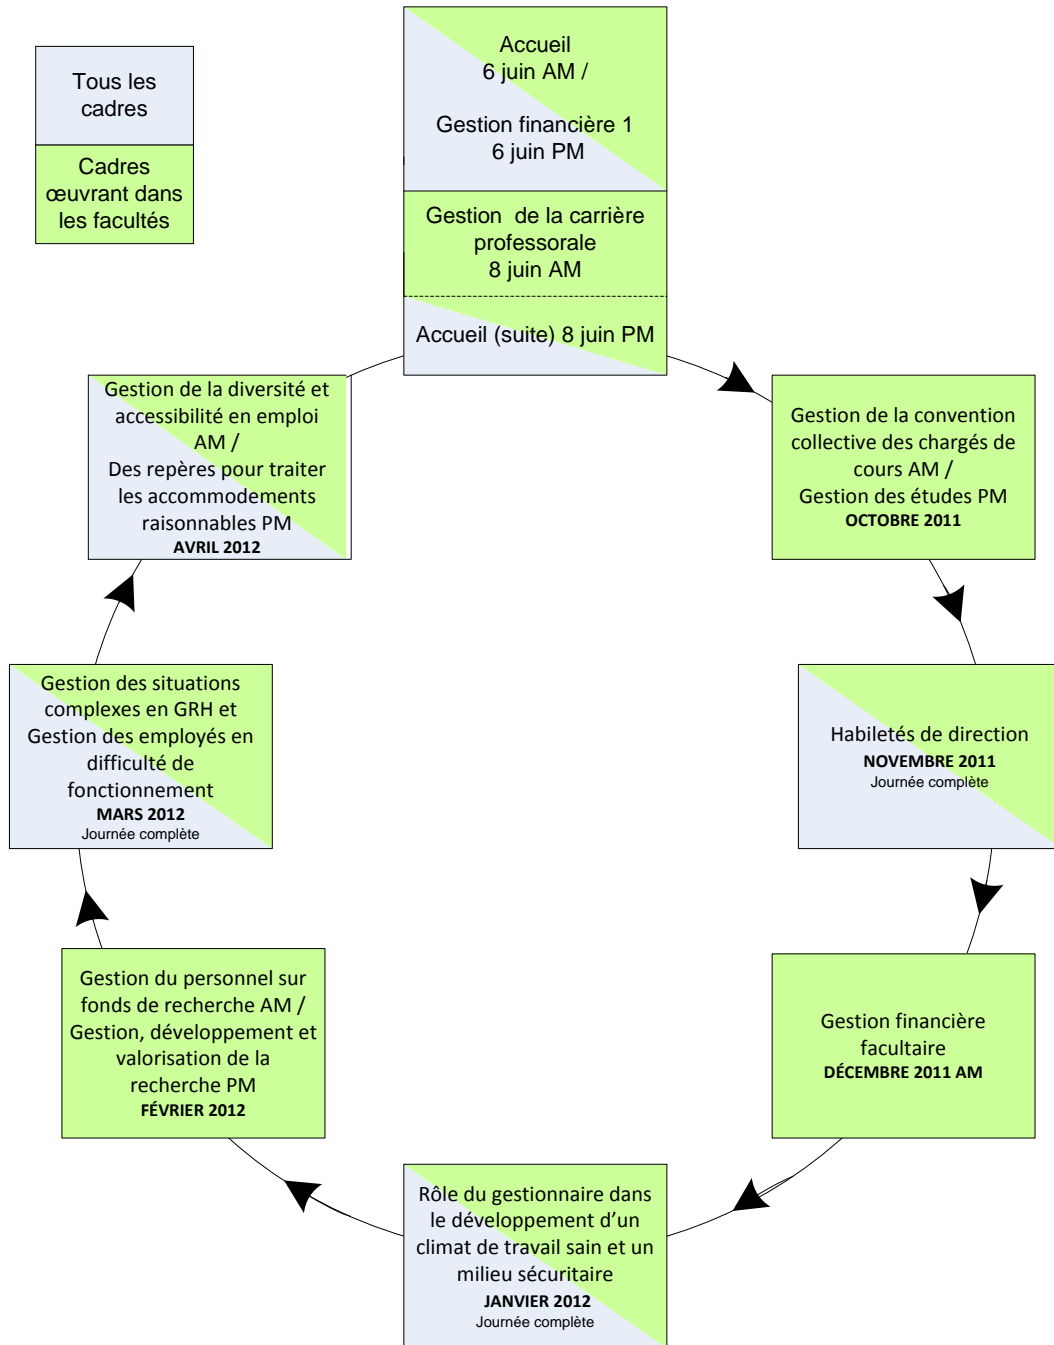 Tous les
cadres
Cadres
œuvrant dans
les facultés
Accueil
6 juin AM /
Gestion financière 1
6 juin PM
Gestion de la carrière
professorale
8 juin AM
Accueil (suite) 8 juin PM
Gestion de la convention
collective des chargés de
cours AM /
Gestion des études PM
OCTOBRE 2011
Habiletés de direction
NOVEMBRE 2011
Journée complète
Gestion financière
facultaire
DÉCEMBRE 2011 AM
Rôle du gestionnaire dans
le développement d’un
climat de travail sain et un
milieu sécuritaire
JANVIER 2012
Journée complète
Gestion du personnel sur
fonds de recherche AM /
Gestion, développement et
valorisation de la
recherche PM
FÉVRIER 2012
Gestion des situations
complexes en GRH et
Gestion des employés en
difficulté de
fonctionnement
MARS 2012
Journée complète
Gestion de la diversité et
accessibilité en emploi
AM /
Des repères pour traiter
les accommodements
raisonnables PM
AVRIL 2012